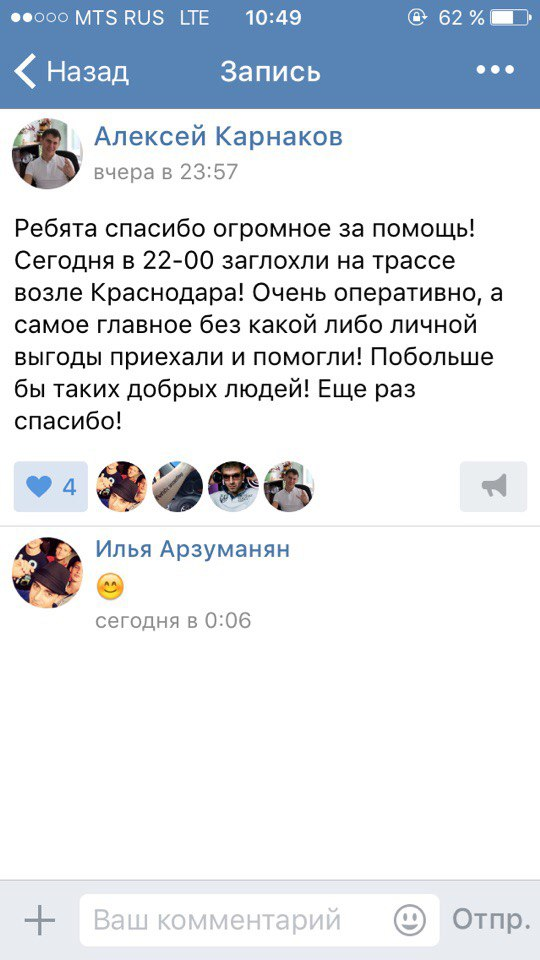 MTS RUS LTE 10:49 62 %
Назад Запись
Алексей Карнаков
вчера в 23:57
Ребята спасибо огромное за помощь!
Сегодня в 22-00 заглохли на трассе
возле Краснодара! Очень оперативно, а
самое главное без какой либо личной
выгоды приехали и помогли! Побольше
бы таких добрых людей! Еще раз
спасибо!
4
Илья Арзуманян
😊
сегодня в 0:06
Ваш комментарий Отпр.